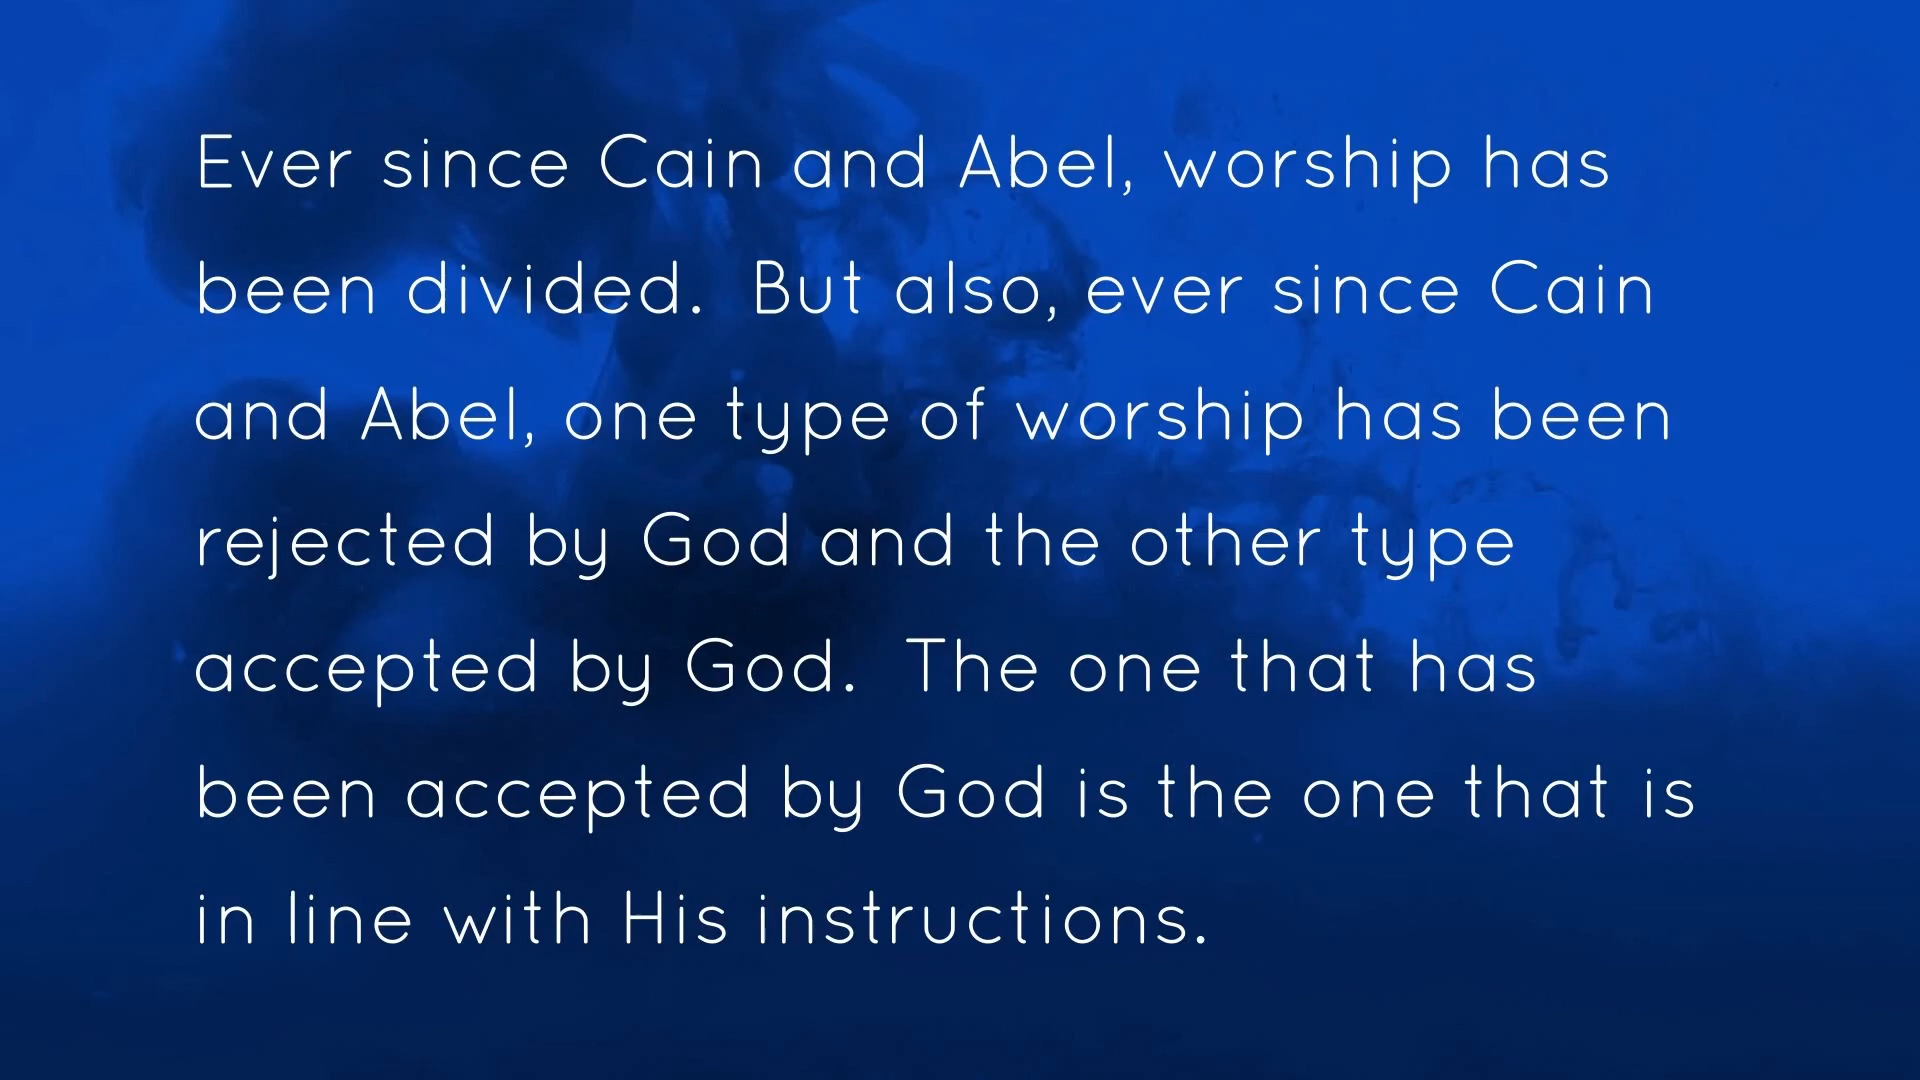 Ever since Cain and Abel, worship has
been divided.  But also, ever since Cain
and Abel, one type of worship has been
rejected by God and the other type
accepted by God.  The one that has
been accepted by God is the one that is
in line with His instructions.